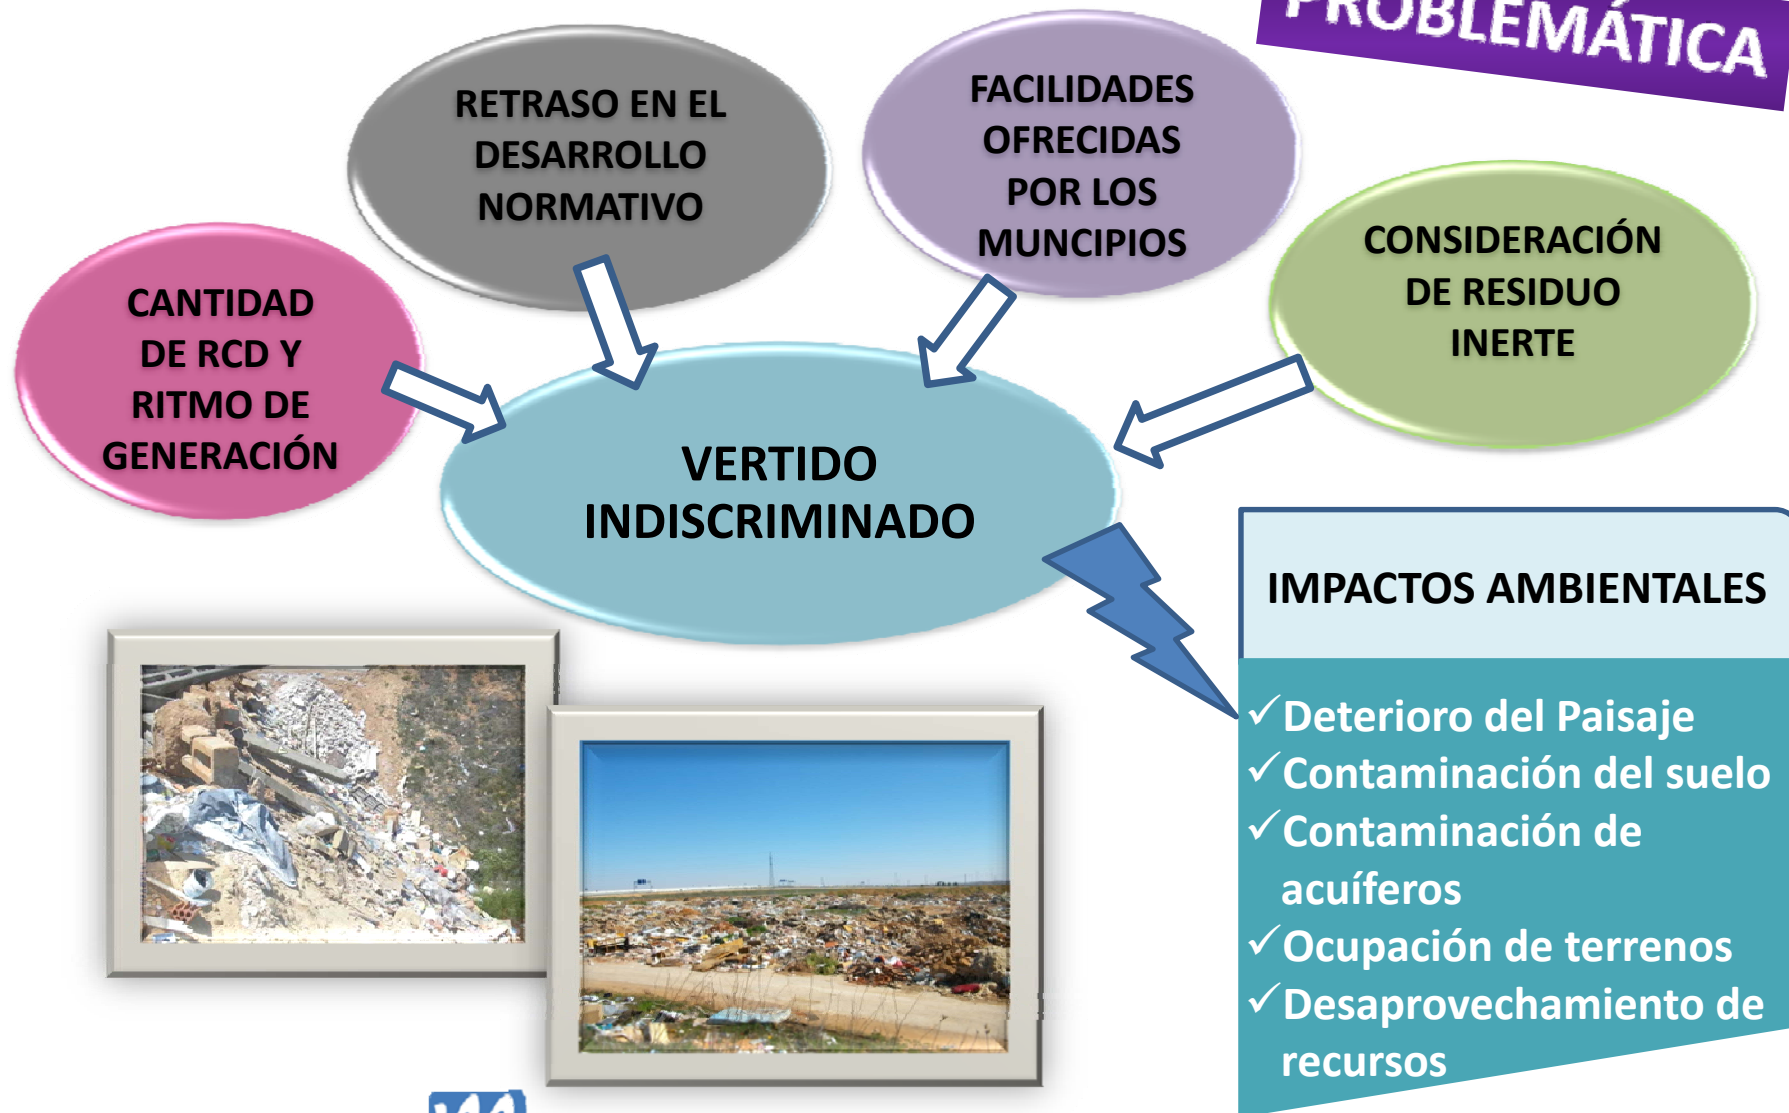 PROBLEMÁTICA
RETRASO EN EL
DESARROLLO
NORMATIVO
FACILIDADES
OFRECIDAS
POR LOS
MUNCIPIOS
CONSIDERACIÓN
DE RESIDUO
INERTE
CANTIDAD
DE RCD Y
RITMO DE
GENERACIÓN
VERTIDO
INDISCRIMINADO
IMPACTOS AMBIENTALES
✓Deterioro del Paisaje
✓Contaminación del suelo
✓Contaminación de
acuíferos
✓Ocupación de terrenos
✓Desaprovechamiento de
recursos